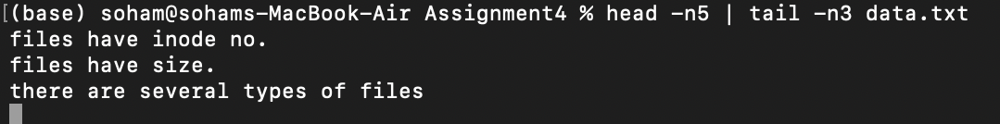 [(base) soham@sohams-MacBook-Air Assignment4 % head -n5 | tail -n3 data.txt
files have inode no.
files have size.
there are several types of files